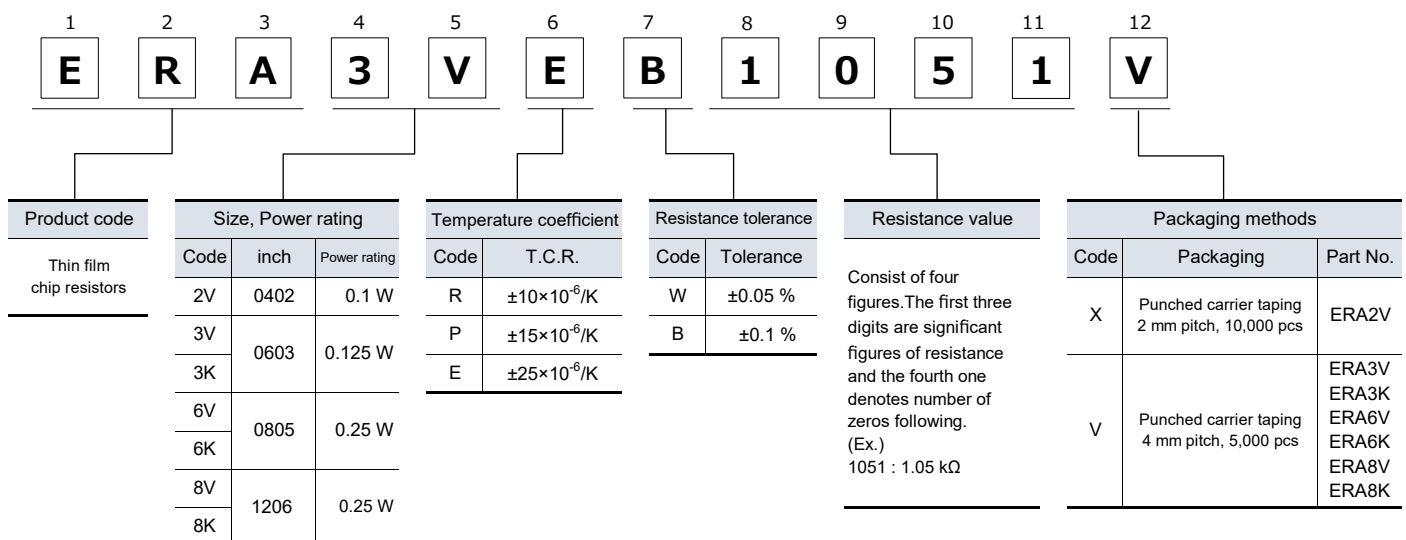 1 2 3 4 5 6 7 8 9 10 11 12
E R A 3 V E B 1 0 5 1 V
Product code
Thin film
chip resistors
Size, Power rating
Code inch Power rating
2V 0402 0.1 W
3V
0603 0.125 W
3K
6V
0805 0.25 W
6K
8V
1206 0.25 W
8K
Temperature coefficient
Code T.C.R.
R ±10×10-6/K
P ±15×10-6/K
E ±25×10-6/K
Resistance tolerance
Code Tolerance
W ±0.05 %
B ±0.1 %
Resistance value
Consist of four
figures.The first three
digits are significant
figures of resistance
and the fourth one
denotes number of
zeros following.
(Ex.)
1051 : 1.05 kΩ
Packaging methods
Code Packaging Part No.
X
Punched carrier taping
2 mm pitch, 10,000 pcs
ERA2V
V
Punched carrier taping
4 mm pitch, 5,000 pcs
ERA3V
ERA3K
ERA6V
ERA6K
ERA8V
ERA8K